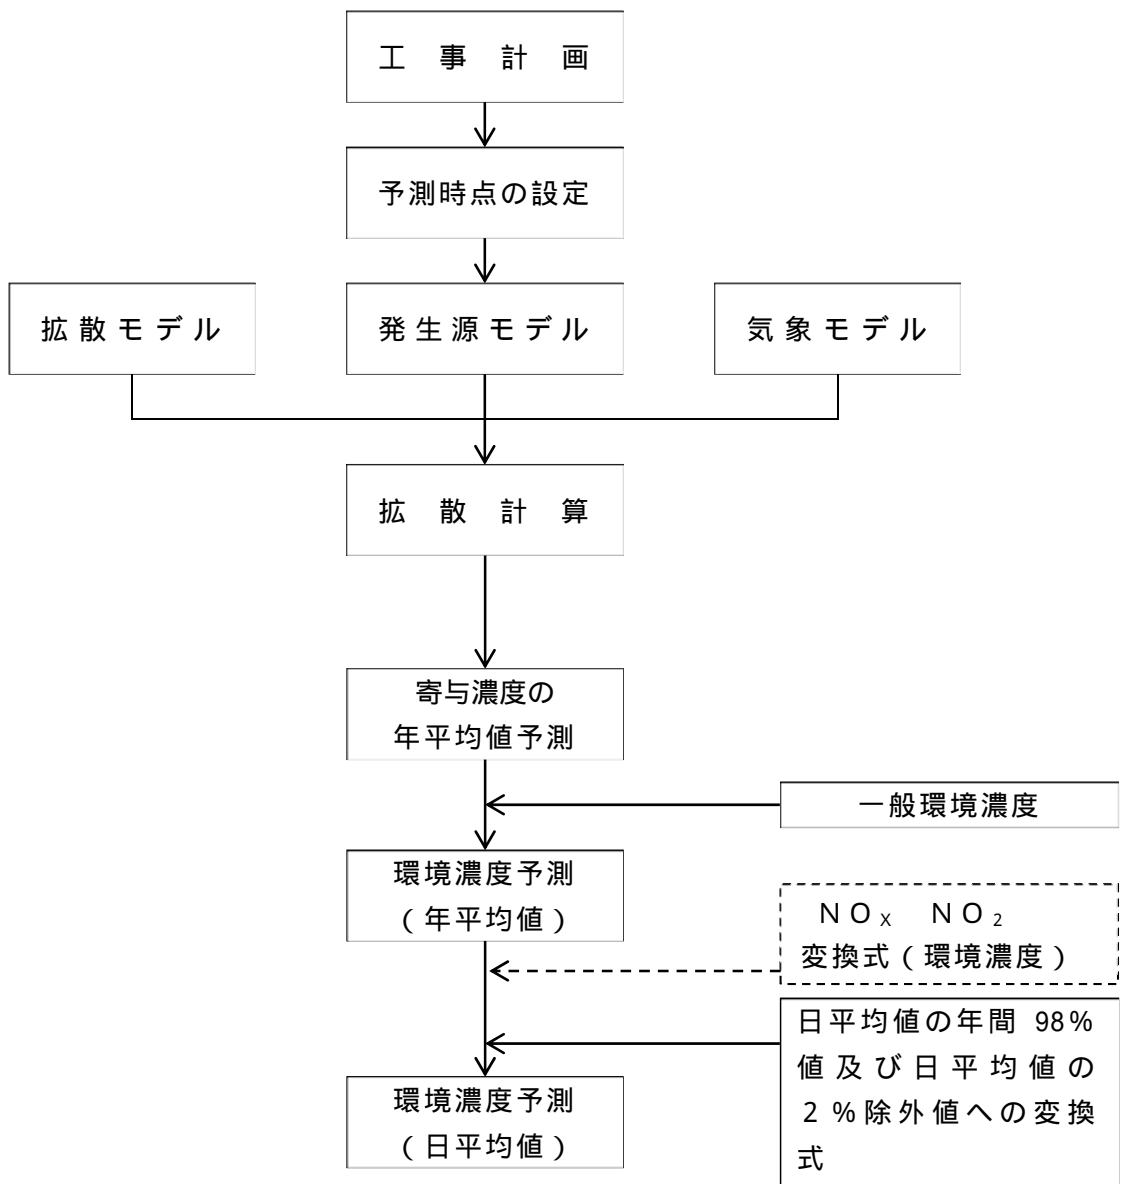 工事計画
予測時点の設定
拡散モデル
発生源モデル
気象モデル
拡散計算
寄与濃度の
年平均値予測
一般環境濃度
環境濃度予測
(年平均値)
ＮＯX ＮＯ2
変換式(環境濃度)
日平均値の年間 98%
値及び日平均値の
2%除外値への変換
式
環境濃度予測
(日平均値)